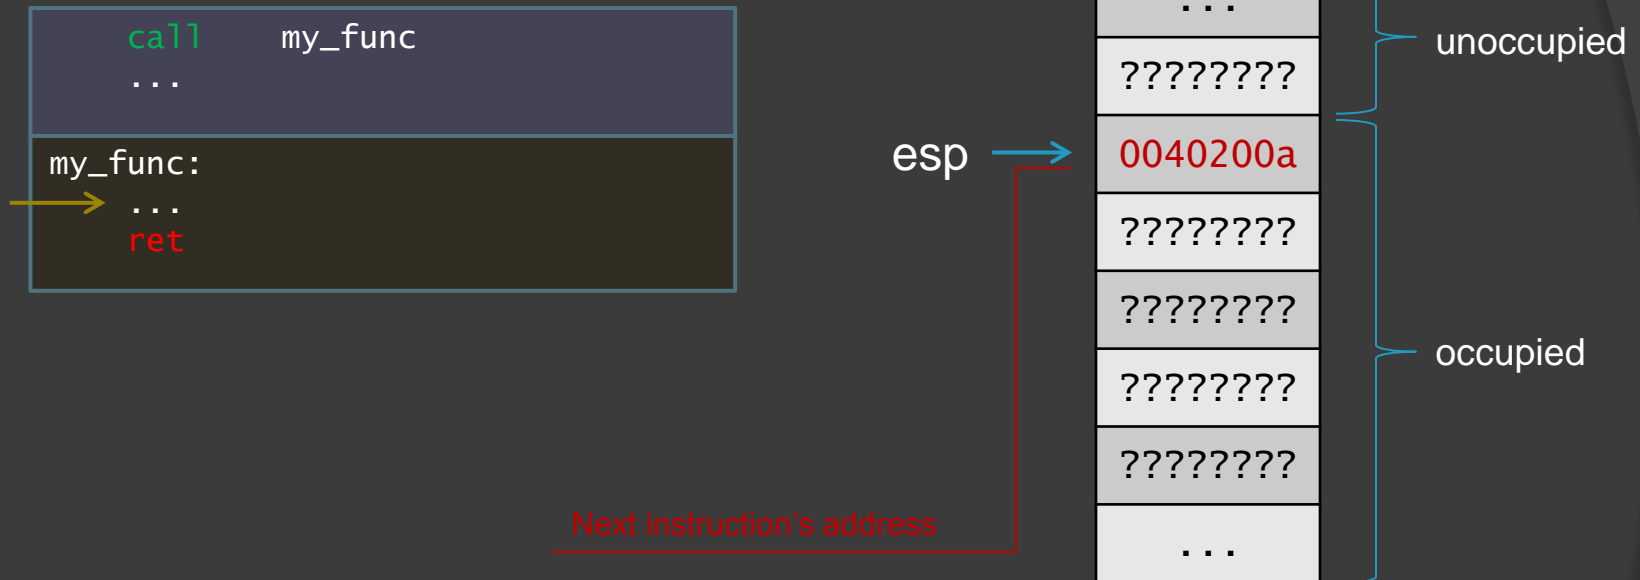 call my_func
...
my_func:
...
ret
esp
Next Instruction's address
...
????????
0040200a
????????
????????
????????
????????
...
unoccupied
occupied